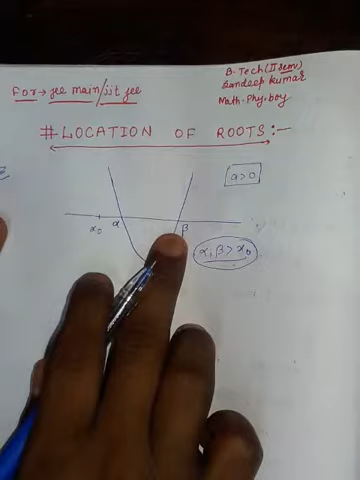 B-Tech(II sem)
Sandeep kumar
Math-Phy-boy
For→ jee main/iit jee
#LOCATION OF ROOTS:-
a>0
x₀ α β
α, β > x₀